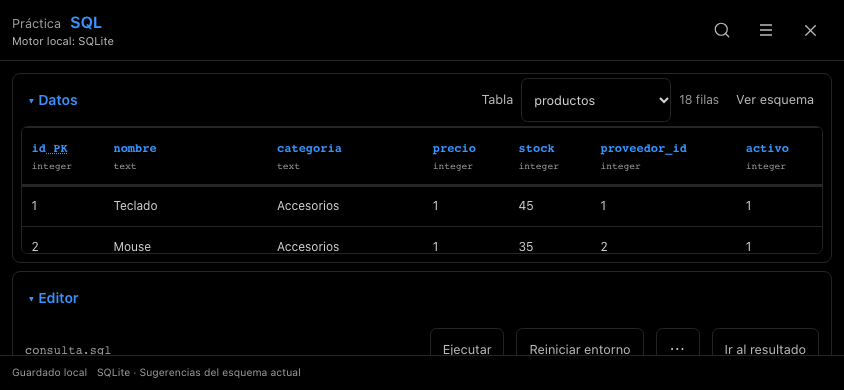 Práctica SQL
Motor local: SQLite
▾ Datos Tabla productos 18 filas Ver esquema
id PK nombre categoria precio stock proveedor_id activo
integer text text integer integer integer integer
1 Teclado Accesorios 1 45 1 1
2 Mouse Accesorios 1 35 2 1
▾ Editor
consulta.sql Ejecutar Reiniciar entorno ··· Ir al resultado
Guardado local SQLite · Sugerencias del esquema actual